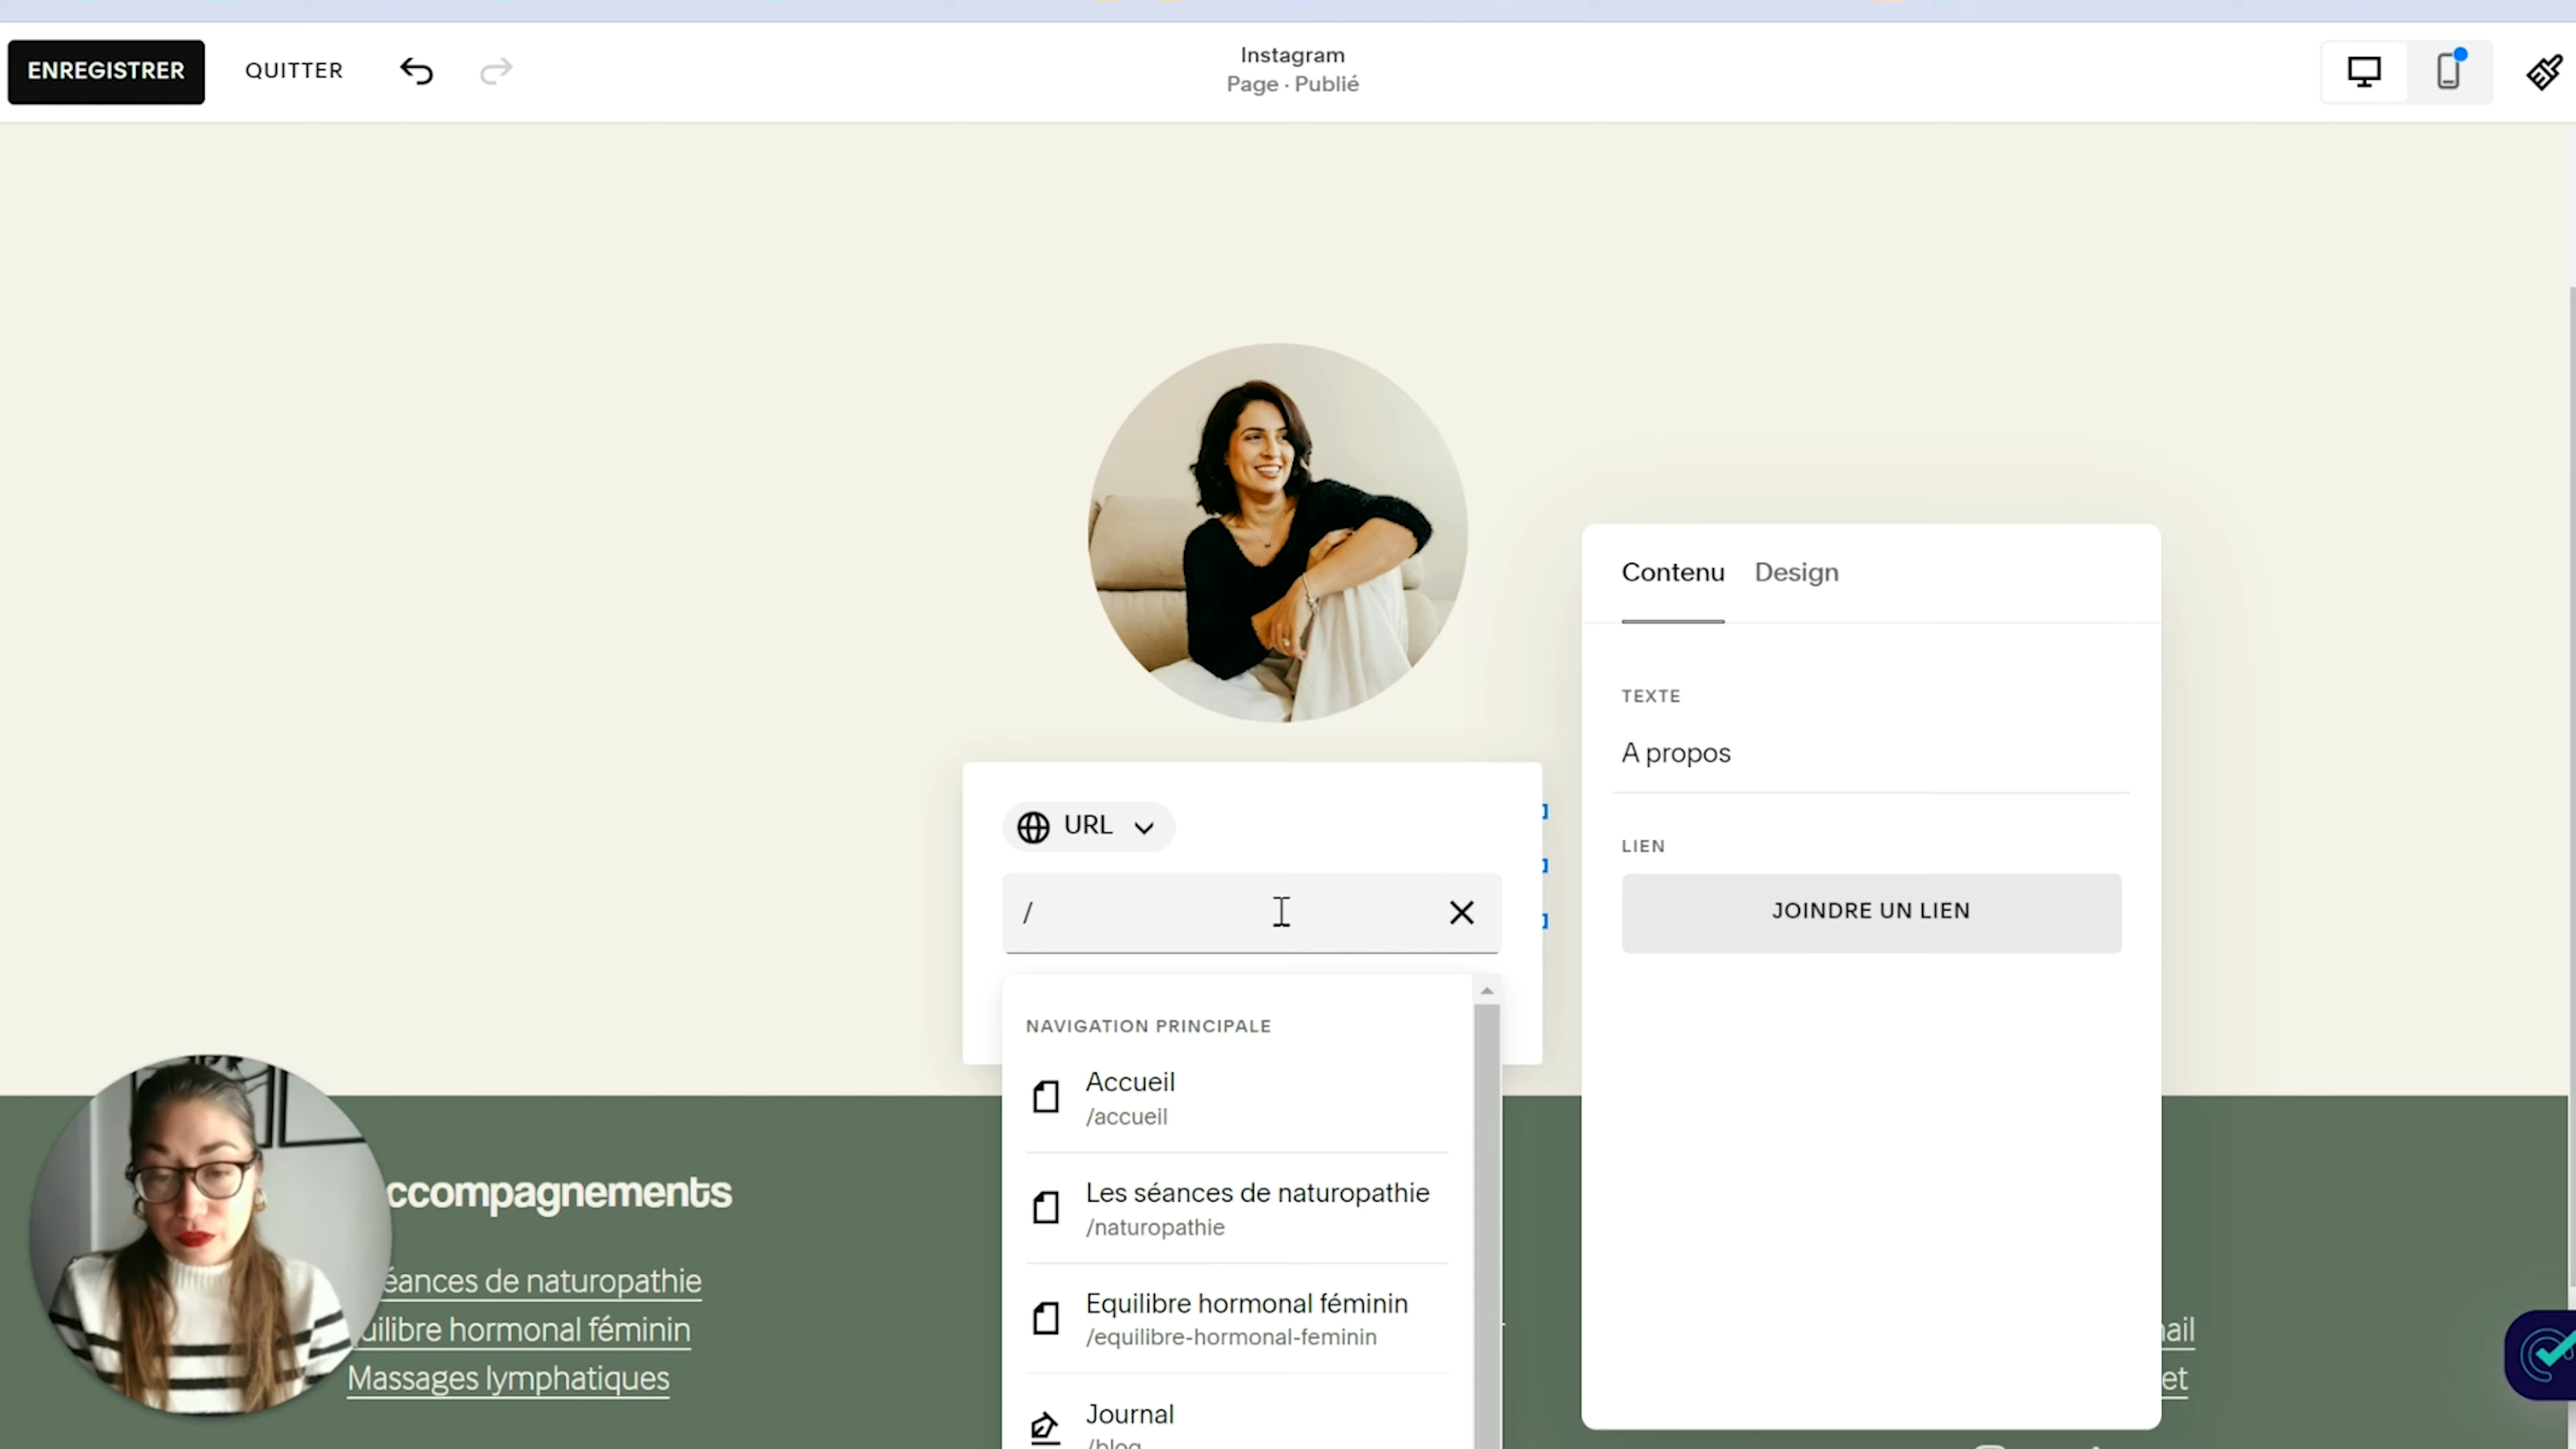 ENREGISTRER
QUITTER
Instagram
Page · Publié
Contenu
Design
TEXTE
A propos
LIEN
JOINDRE UN LIEN
URL
/
NAVIGATION PRINCIPALE
Accueil
/accueil
Les séances de naturopathie
/naturopathie
Equilibre hormonal féminin
/equilibre-hormonal-feminin
Journal
/blog
ccompagnements
éances de naturopathie
uilibre hormonal féminin
Massages lymphatiques
ail
et